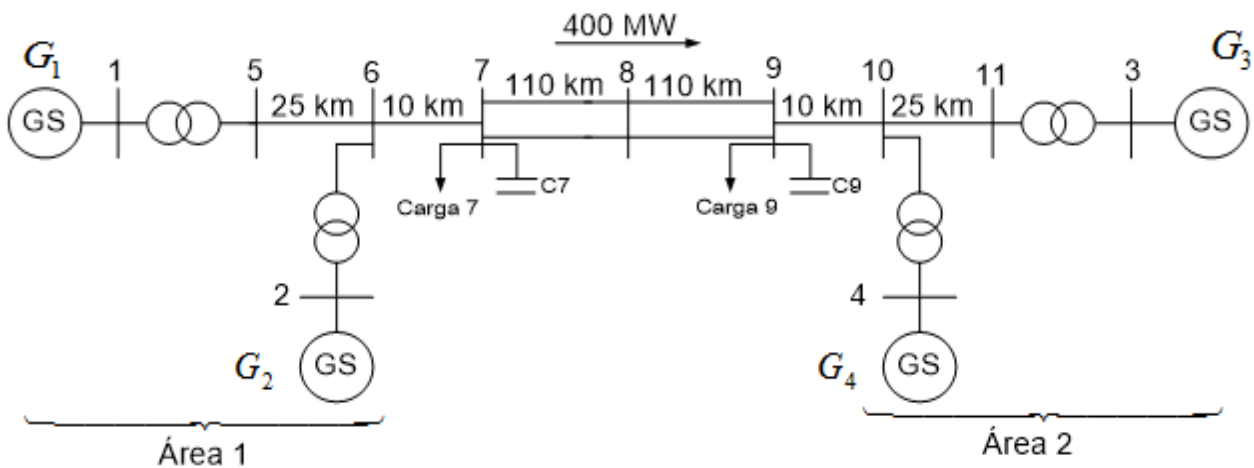 400 MW
G₁ 1 5 6 7 8 9 10 11 3 G₃
GS 25 km 10 km 110 km 110 km 10 km 25 km GS
Carga 7 C7 Carga 9 C9
2 4
G₂ GS G₄ GS
Área 1 Área 2